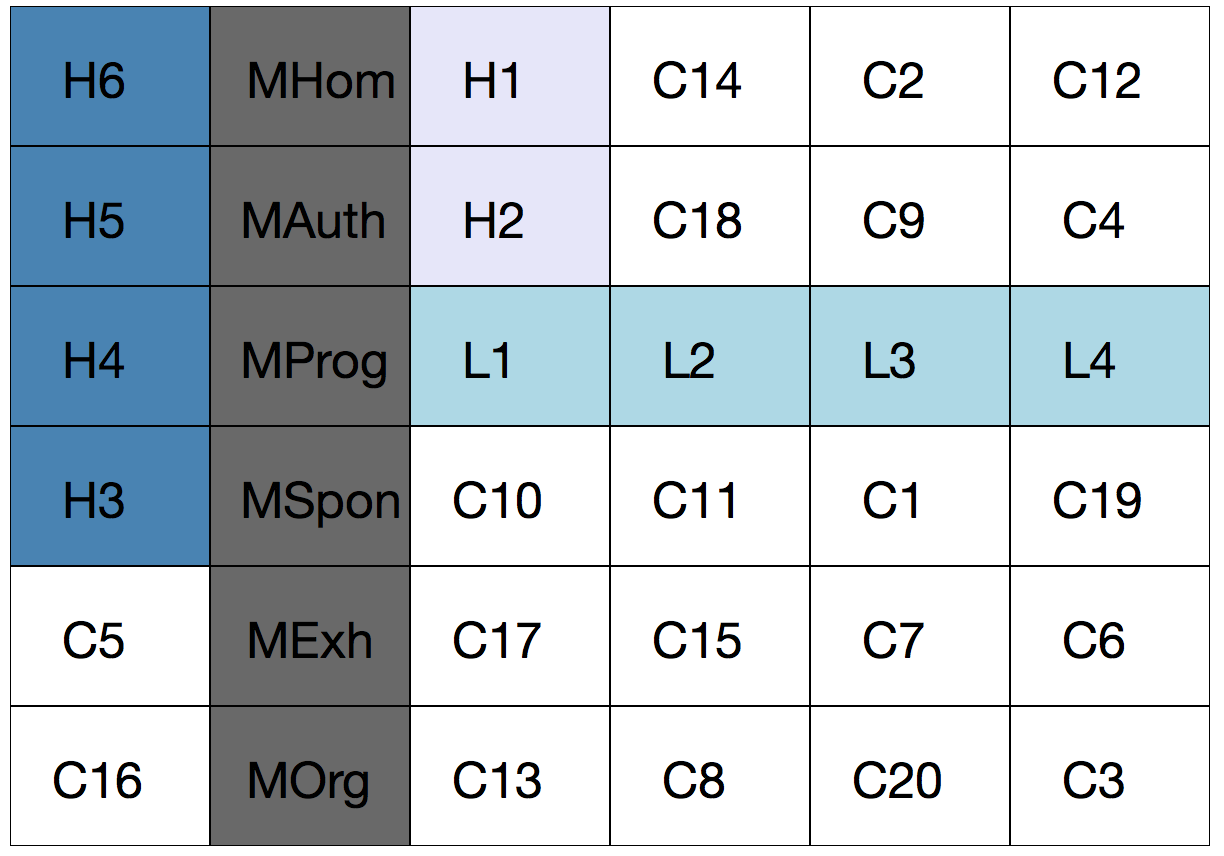 H6 MHom H1 C14 C2 C12
H5 MAuth H2 C18 C9 C4
H4 MProg L1 L2 L3 L4
H3 MSpon C10 C11 C1 C19
C5 MExh C17 C15 C7 C6
C16 MOrg C13 C8 C20 C3